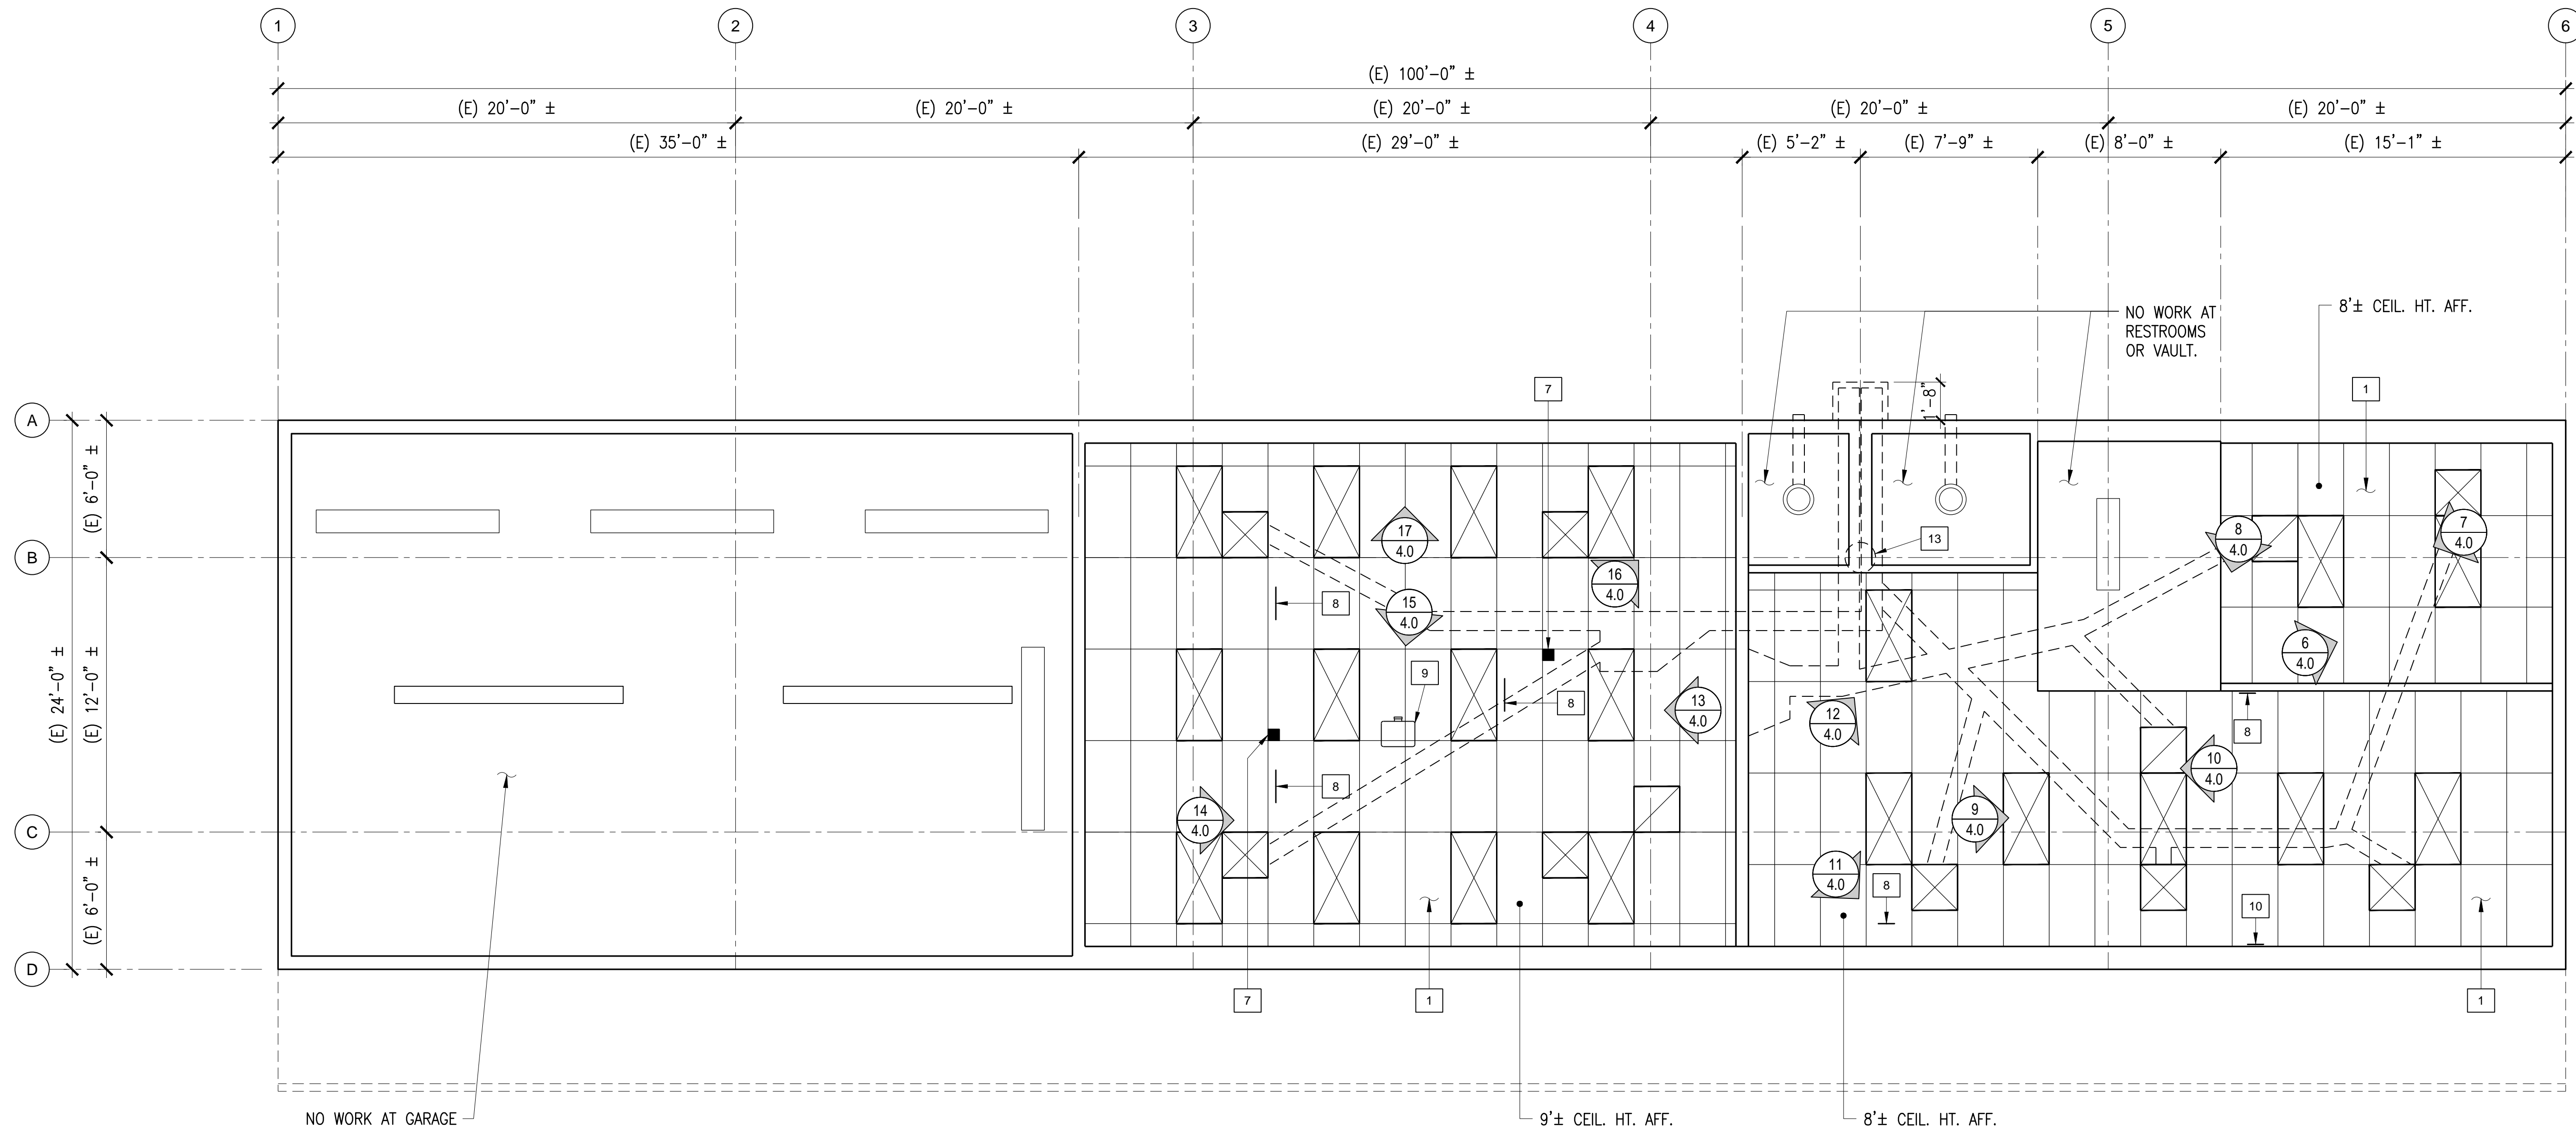 1 2 3 4 5 6
(E) 100'-0" ±
(E) 20'-0" ± (E) 20'-0" ± (E) 20'-0" ± (E) 20'-0" ± (E) 20'-0" ±
(E) 35'-0" ± (E) 29'-0" ± (E) 5'-2" ± (E) 7'-9" ± (E) 8'-0" ± (E) 15'-1" ±
8'± CEIL. HT. AFF.
NO WORK AT
RESTROOMS
OR VAULT.
7
1
1'-8"
A
B
C
D
(E) 24'-0" ±
(E) 6'-0" ±
(E) 12'-0" ±
(E) 6'-0" ±
17
4.0
16
4.0
15
4.0
13
8
4.0
7
4.0
8
6
4.0
9
8
13
4.0
12
4.0
8
8
10
4.0
14
4.0
9
4.0
11
4.0
8
10
7
1
1
NO WORK AT GARAGE
9'± CEIL. HT. AFF.
8'± CEIL. HT. AFF.